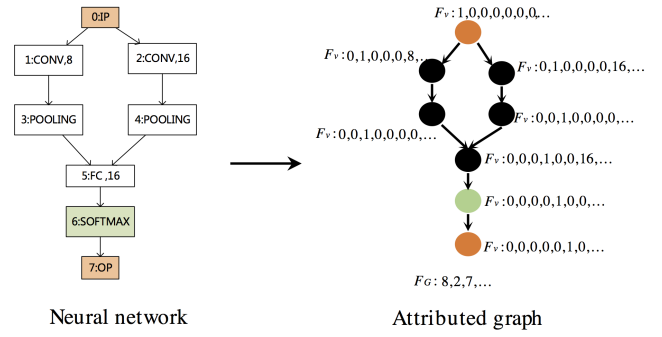 0:IP
1:CONV,8
2:CONV,16
3:POOLING
4:POOLING
5:FC ,16
6:SOFTMAX
7:OP
Neural network
Fv: 1,0,0,0,0,0,0,...
Fv: 0,1,0,0,0,8,...
Fv: 0,1,0,0,0,0,16,...
Fv: 0,0,1,0,0,0,0,...
Fv: 0,0,1,0,0,0,0,...
Fv: 0,0,0,1,0,0,16,...
Fv: 0,0,0,0,1,0,0,...
Fv: 0,0,0,0,0,1,0,...
FG: 8,2,7,...
Attributed graph